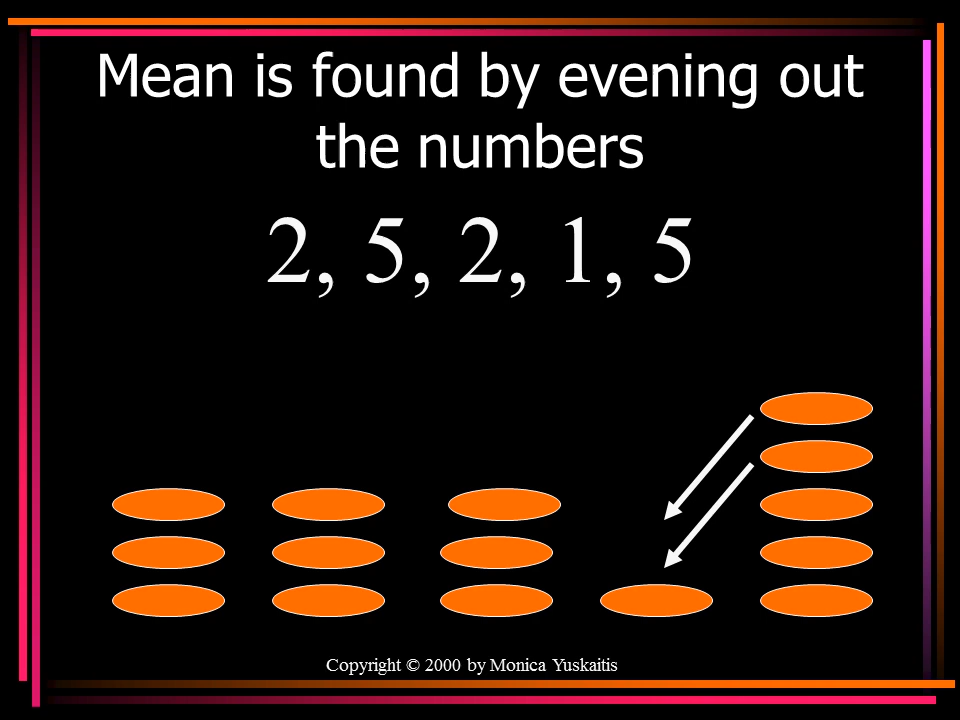 Mean is found by evening out
the numbers
2, 5, 2, 1, 5
Copyright © 2000 by Monica Yuskaitis